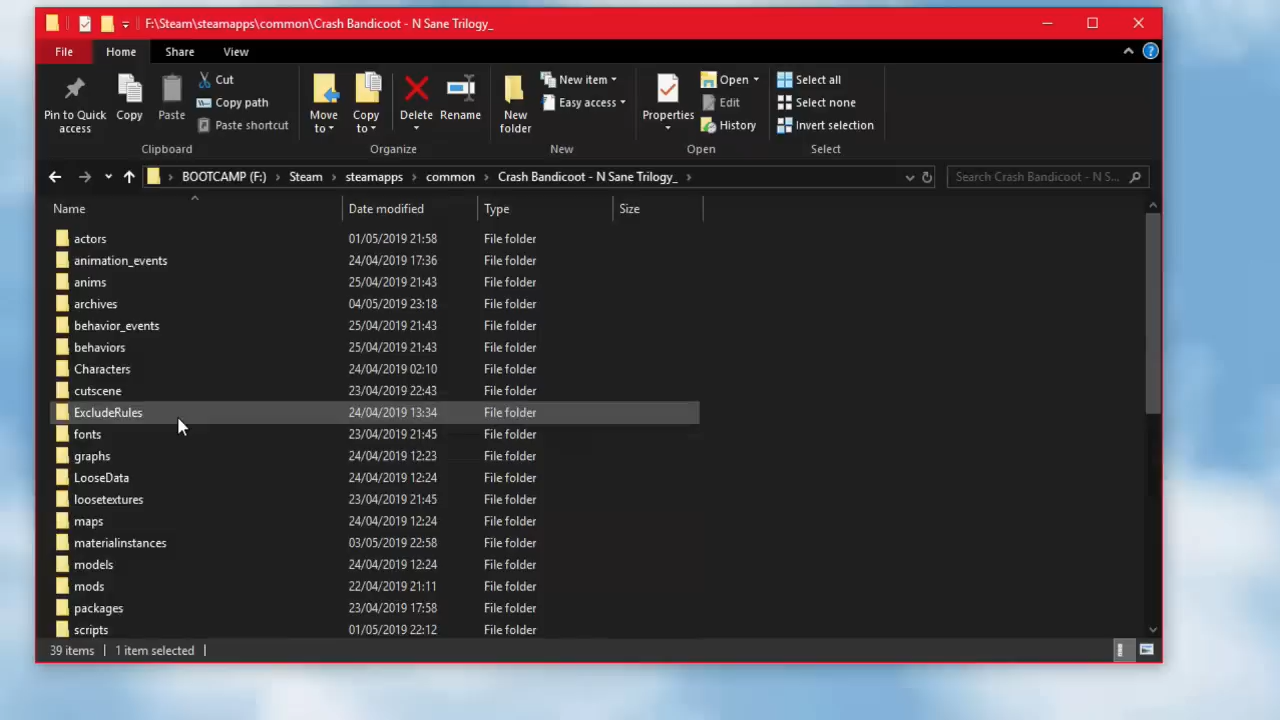 F:\Steam\steamapps\common\Crash Bandicoot - N Sane Trilogy_
File Home Share View
Pin to Quick access
Copy
Paste
Cut
Copy path
Paste shortcut
Clipboard
Move to
Copy to
Delete
Rename
Organize
New folder
New item
Easy access
New
Properties
Open
Edit
History
Open
Select all
Select none
Invert selection
Select
BOOTCAMP (F:) Steam steamapps common Crash Bandicoot - N Sane Trilogy_
Search Crash Bandicoot - N S...
Name Date modified Type Size
actors 01/05/2019 21:58 File folder
animation_events 24/04/2019 17:36 File folder
anims 25/04/2019 21:43 File folder
archives 04/05/2019 23:18 File folder
behavior_events 25/04/2019 21:43 File folder
behaviors 25/04/2019 21:43 File folder
Characters 24/04/2019 02:10 File folder
cutscene 23/04/2019 22:43 File folder
ExcludeRules 24/04/2019 13:34 File folder
fonts 23/04/2019 21:45 File folder
graphs 24/04/2019 12:23 File folder
LooseData 24/04/2019 12:24 File folder
loosetextures 23/04/2019 21:45 File folder
maps 24/04/2019 12:24 File folder
materialinstances 03/05/2019 22:58 File folder
models 24/04/2019 12:24 File folder
mods 22/04/2019 21:11 File folder
packages 23/04/2019 17:58 File folder
scripts 01/05/2019 22:12 File folder
39 items 1 item selected